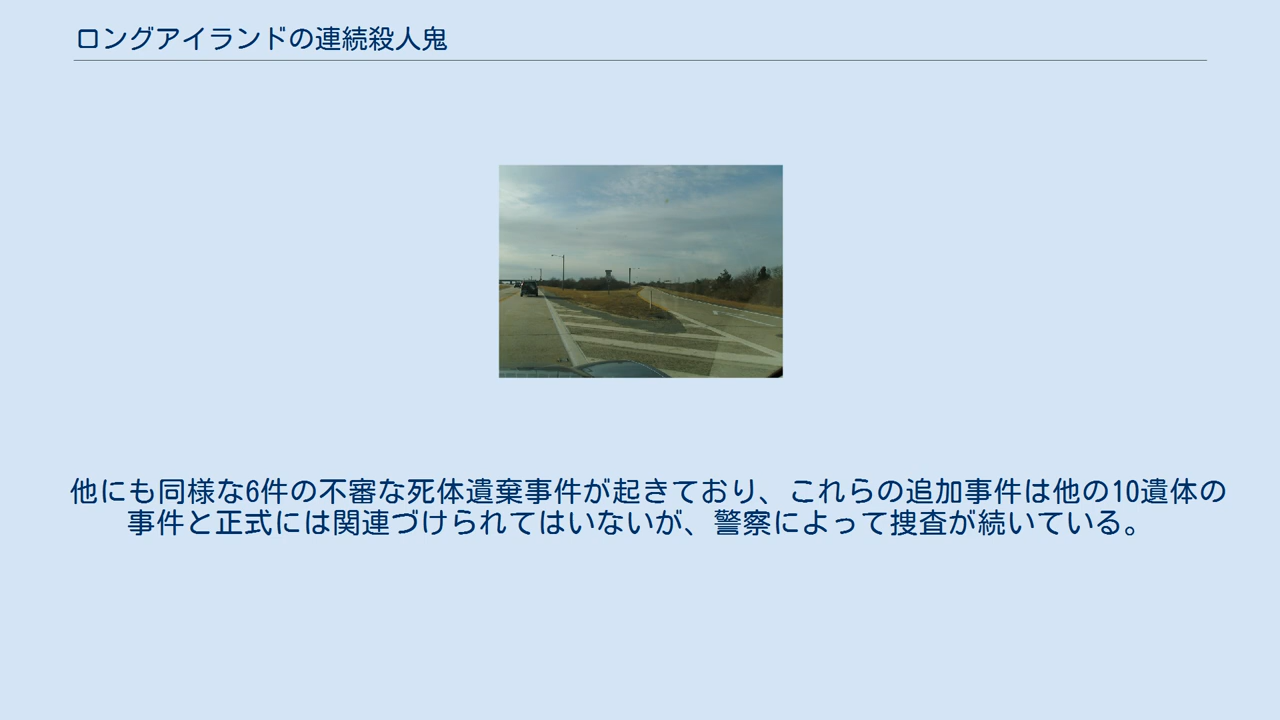 ロングアイランドの連続殺人鬼
他にも同様な6件の不審な死体遺棄事件が起きており、これらの追加事件は他の10遺体の
事件と正式には関連づけられてはいないが、警察によって捜査が続いている。